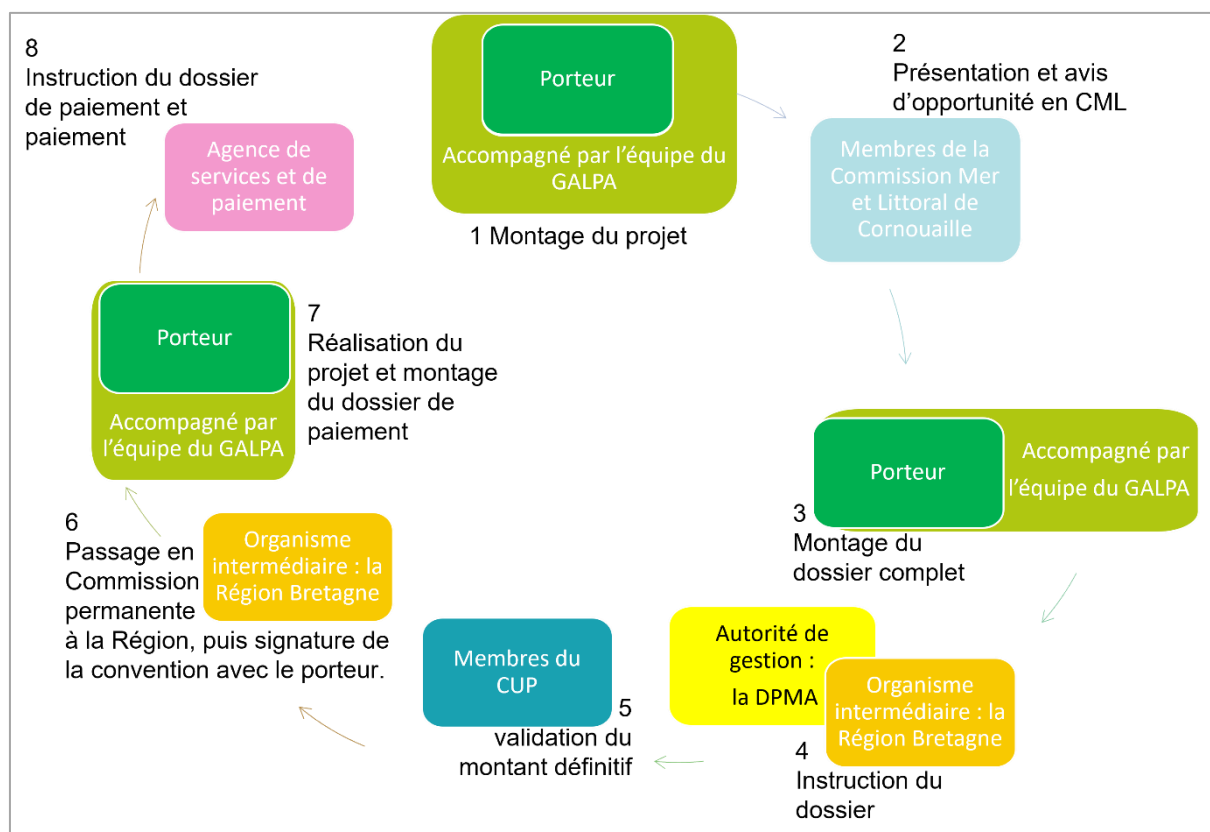 Porteur
Accompagné par l'équipe du
GALPA
1 Montage du projet
2
Présentation et avis
d'opportunité en CML
Membres de la
Commission Mer
et Littoral de
Cornouaille
Porteur
Accompagné par
l'équipe du GALPA
3
Montage du
dossier complet
Autorité de
gestion :
la DPMA
Organisme
intermédiaire : la
Région Bretagne
4
Instruction du
dossier
Membres du
CUP
5
validation du
montant définitif
6
Passage en
Commission
permanente
à la Région, puis signature de
la convention avec le porteur.
Organisme
intermédiaire : la
Région Bretagne
Porteur
Accompagné par
l'équipe du GALPA
7
Réalisation du
projet et montage
du dossier de
paiement
8
Instruction du dossier
de paiement et
paiement
Agence de
services et de
paiement